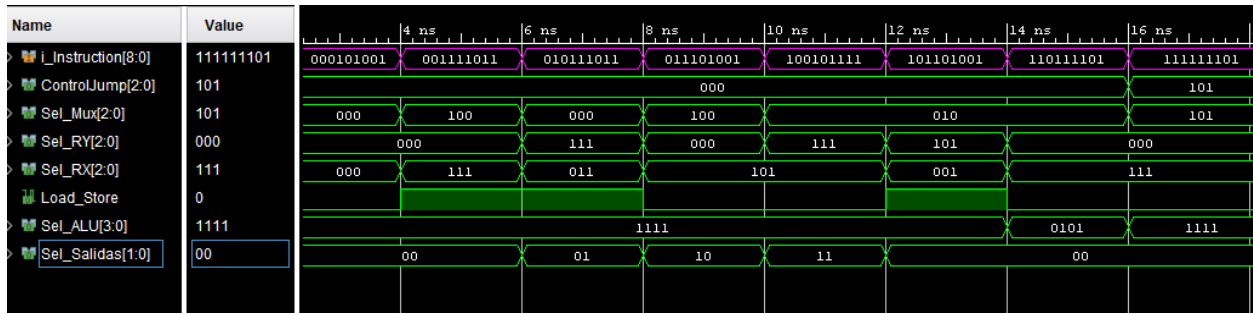 Name Value 4 ns 6 ns 8 ns 10 ns 12 ns 14 ns 16 ns
i_Instruction[8:0] 111111101 000101001 001111011 010111011 011101001 100101111 101101001 110111101 111111101
ControlJump[2:0] 101 000 101
Sel_Mux[2:0] 101 000 100 000 100 010 101
Sel_RY[2:0] 000 000 111 000 111 101 000
Sel_RX[2:0] 111 000 111 011 101 001 111
Load_Store 0
Sel_ALU[3:0] 1111 1111 0101 1111
Sel_Salidas[1:0] 00 00 01 10 11 00